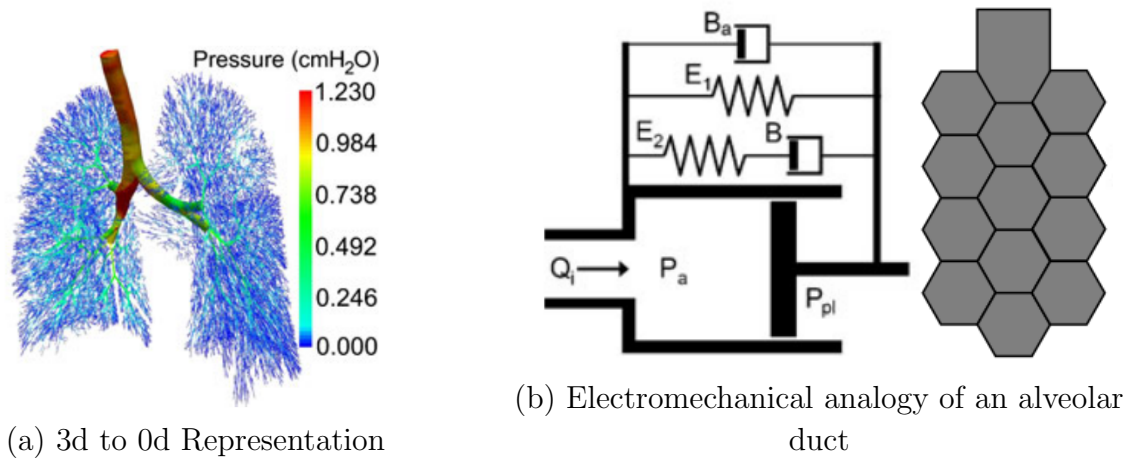 Pressure (cmH₂O)
1.230
0.984
0.738
0.492
0.246
0.000
(a) 3d to 0d Representation
Bₐ
E₁
E₂ B
Qᵢ Pₐ
Pₚₗ
(b) Electromechanical analogy of an alveolar
duct